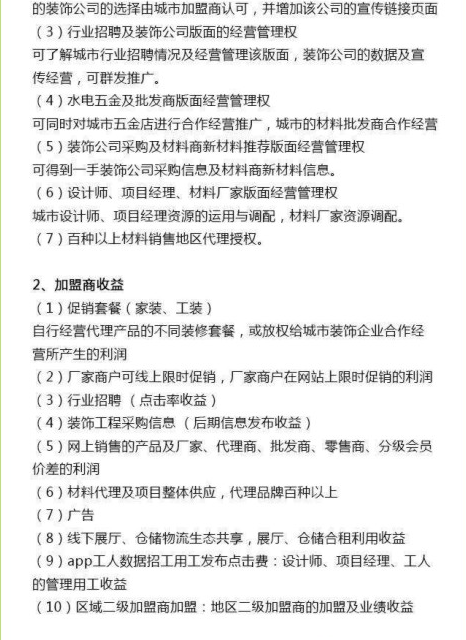 的装饰公司的选择由城市加盟商认可，并增加该公司的宣传链接页面
（3）行业招聘及装饰公司版面的经营管理权
可了解城市行业招聘情况及经营管理该版面，装饰公司的数据及宣
传经营，可群发推广。
（4）水电五金及批发商版面经营管理权
可同时对城市五金店进行合作经营推广，城市的材料批发商合作经营
（5）装饰公司采购及材料商新材料推荐版面经营管理权
可得到一手装饰公司采购信息及材料商新材料信息。
（6）设计师、项目经理、材料厂家版面经营管理权
城市设计师、项目经理资源的运用与调配，材料厂家资源调配。
（7）百种以上材料销售地区代理授权。
2、加盟商收益
（1）促销套餐（家装、工装）
自行经营代理产品的不同装修套餐，或放权给城市装饰企业合作经
营所产生的利润
（2）厂家商户可线上限时促销，厂家商户在网站上限时促销的利润
（3）行业招聘 （点击率收益）
（4）装饰工程采购信息 （后期信息发布收益）
（5）网上销售的产品及厂家、代理商、批发商、零售商、分级会员
价差的利润
（6）材料代理及项目整体供应，代理品牌百种以上
（7）广告
（8）线下展厅、仓储物流生态共享，展厅、仓储合租利用收益
（9）app工人数据招工用工发布点击费：设计师、项目经理、工人
的管理用工收益
（10）区域二级加盟商加盟：地区二级加盟商的加盟及业绩收益